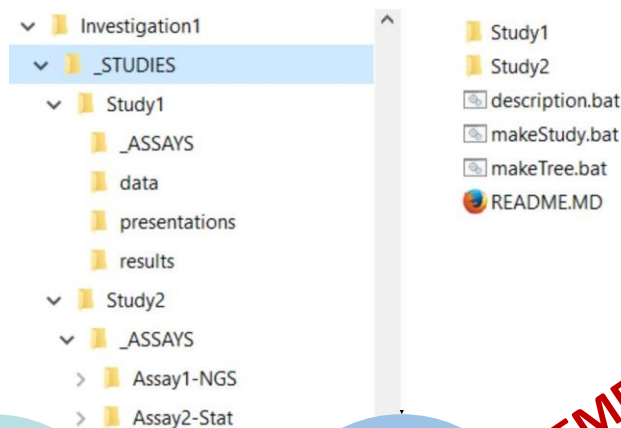 Investigation1
_STUDIES
Study1
_ASSAYS
data
presentations
results
Study2
_ASSAYS
Assay1-NGS
Assay2-Stat
Study1
Study2
description.bat
makeStudy.bat
makeTree.bat
README.MD